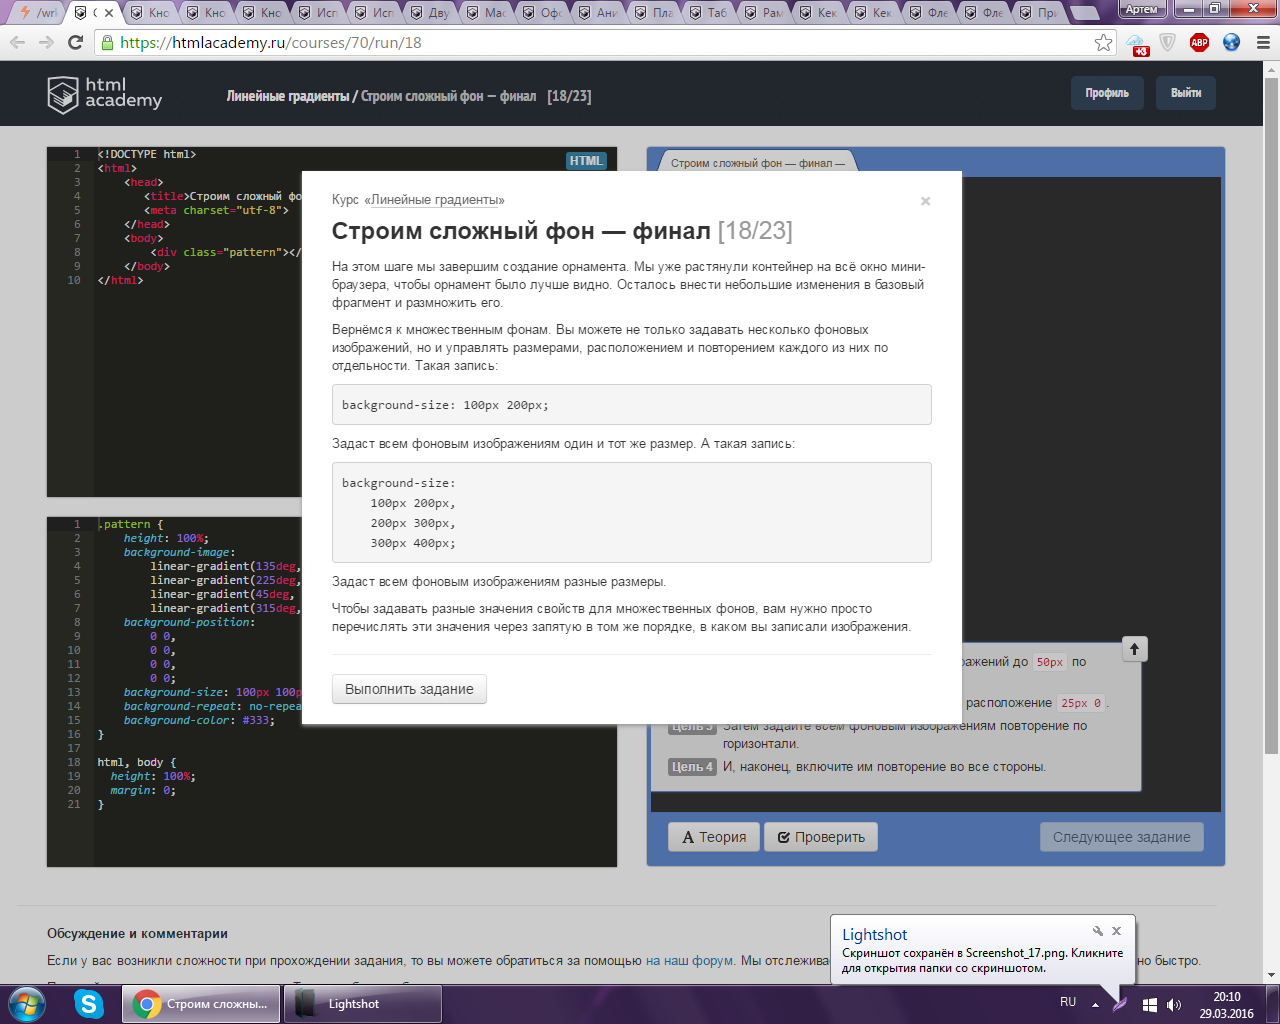 /wrl
С
Кно
Кно
Кно
Исп
Исп
Дву
Мас
Офо
Ани
Пла
Таб
Рам
Кек
Кек
Фле
Фле
При
Артем
https://htmlacademy.ru/courses/70/run/18
+3
ABP
html
academy
Линейные градиенты / Строим сложный фон — финал [18/23]
Профиль
Выйти
HTML
1 <!DOCTYPE html>
2 <html>
3 <head>
4 <title>Строим сложный фо
5 <meta charset="utf-8">
6 </head>
7 <body>
8 <div class="pattern"></
9 </body>
10 </html>
Строим сложный фон — финал —
Курс «Линейные градиенты»
×
Строим сложный фон — финал [18/23]
На этом шаге мы завершим создание орнамента. Мы уже растянули контейнер на всё окно мини-
браузера, чтобы орнамент было лучше видно. Осталось внести небольшие изменения в базовый
фрагмент и размножить его.
Вернёмся к множественным фонам. Вы можете не только задавать несколько фоновых
изображений, но и управлять размерами, расположением и повторением каждого из них по
отдельности. Такая запись:
background-size: 100px 200px;
Задаст всем фоновым изображениям один и тот же размер. А такая запись:
background-size:
100px 200px,
200px 300px,
300px 400px;
Задаст всем фоновым изображениям разные размеры.
Чтобы задавать разные значения свойств для множественных фонов, вам нужно просто
перечислять эти значения через запятую в том же порядке, в каком вы записали изображения.
Выполнить задание
1 .pattern {
2 height: 100%;
3 background-image:
4 linear-gradient(135deg,
5 linear-gradient(225deg,
6 linear-gradient(45deg,
7 linear-gradient(315deg,
8 background-position:
9 0 0,
10 0 0,
11 0 0,
12 0 0;
13 background-size: 100px 100p
14 background-repeat: no-repea
15 background-color: #333;
16 }
17
18 html, body {
19 height: 100%;
20 margin: 0;
21 }
ражений до 50px по
расположение 25px 0 .
Цель 3 Затем задайте всем фоновым изображениям повторение по
горизонтали.
Цель 4 И, наконец, включите им повторение во все стороны.
Теория
Проверить
Следующее задание
Обсуждение и комментарии
Если у вас возникли сложности при прохождении задания, то вы можете обратиться за помощью на наш форум. Мы отслежива
но быстро.
Lightshot
Скриншот сохранён в Screenshot_17.png. Кликните
для открытия папки со скриншотом.
Строим сложны...
Lightshot
RU
20:10
29.03.2016